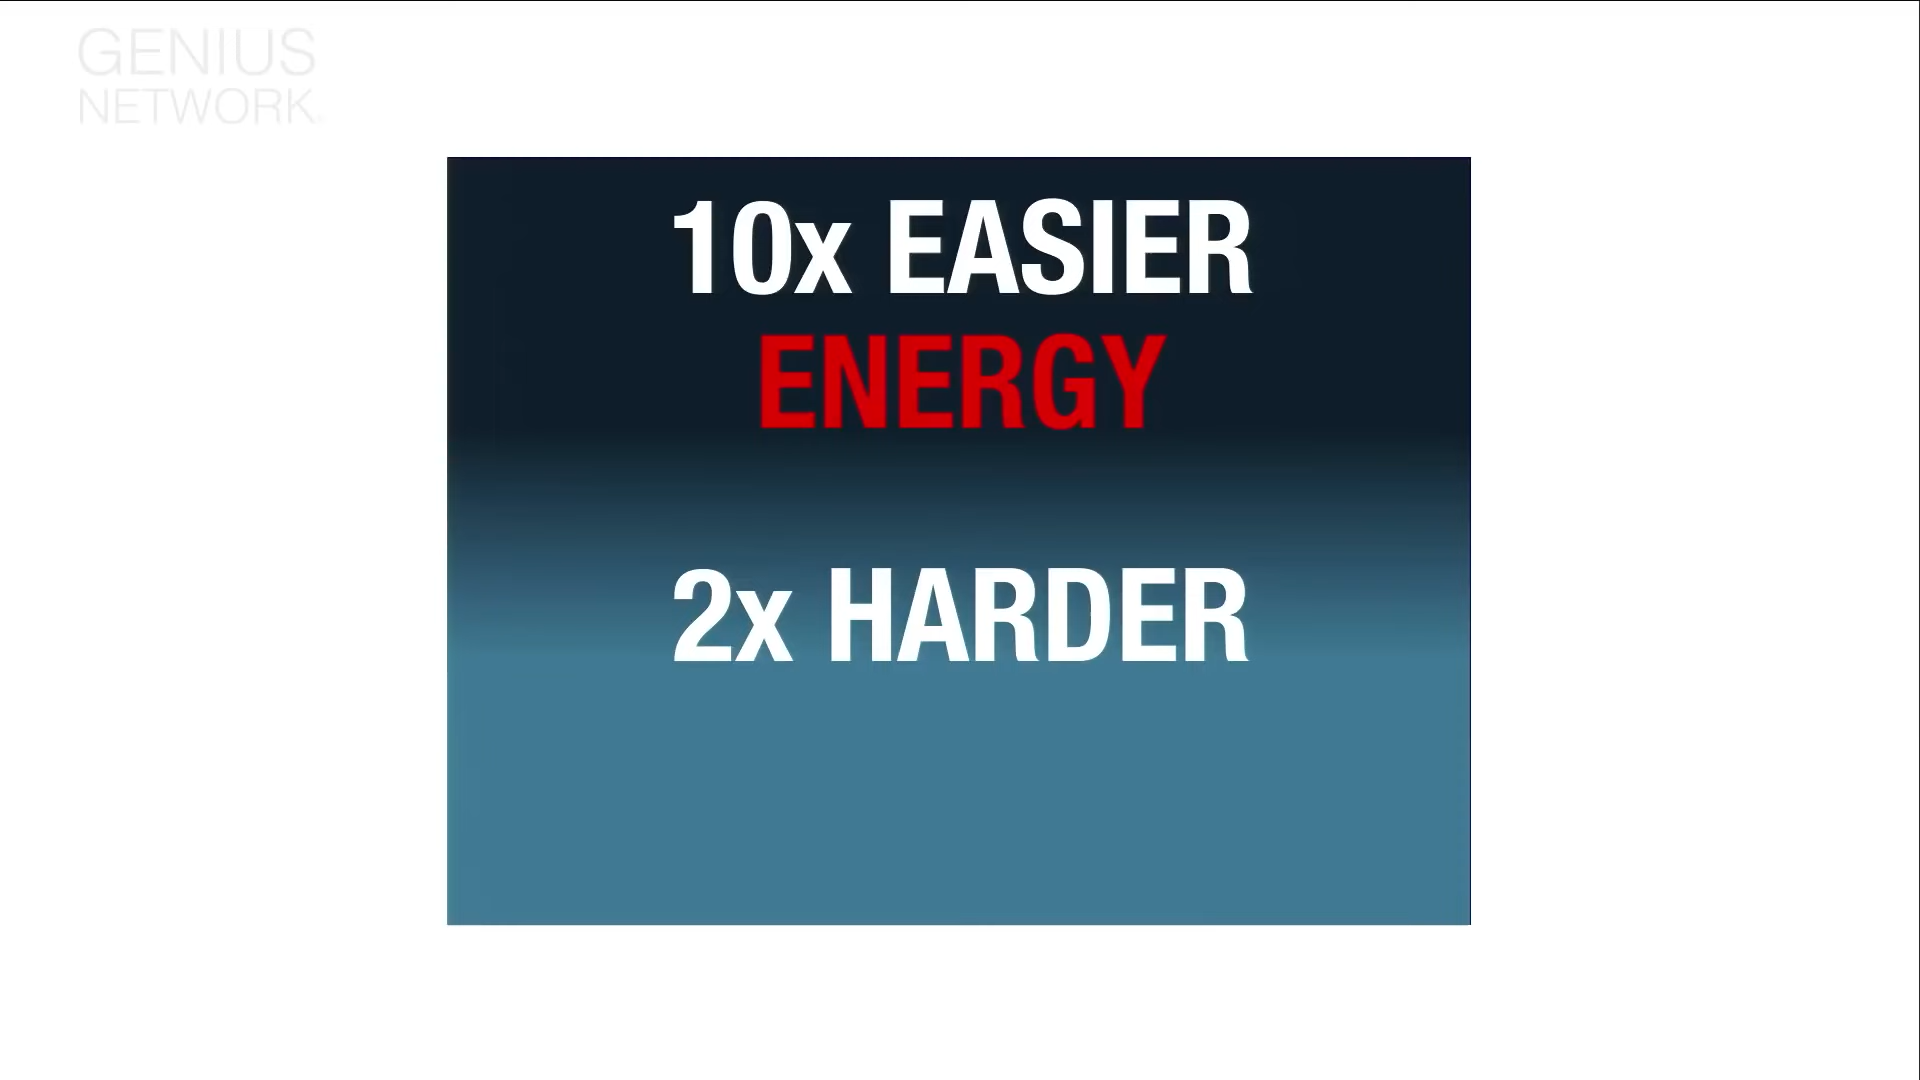 GENIUS
NETWORK
10x EASIER
ENERGY
2x HARDER